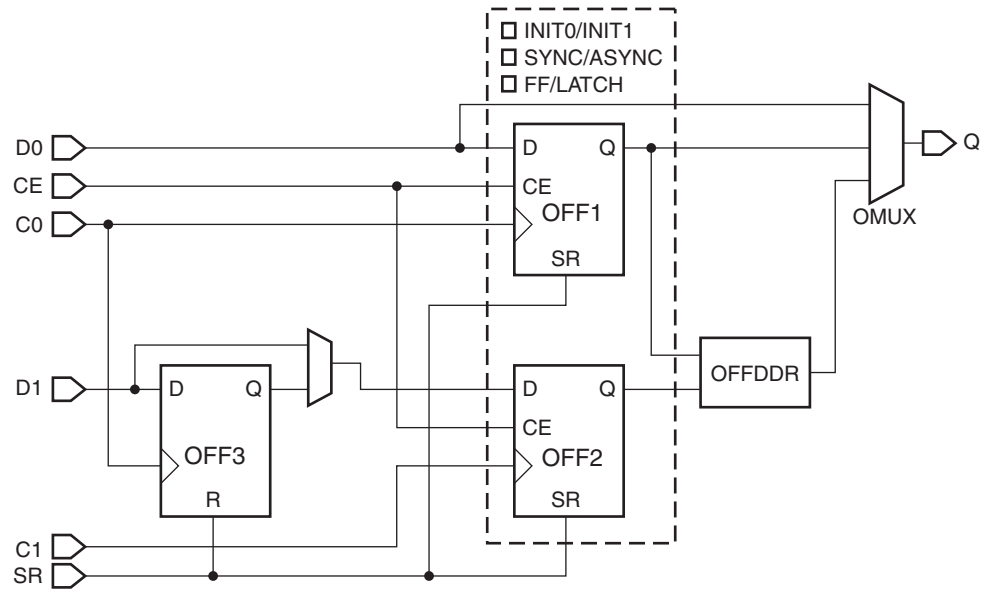 INIT0/INIT1
SYNC/ASYNC
FF/LATCH
D0
D
Q
Q
CE
CE
OFF1
C0
OMUX
SR
D1
D
Q
D
Q
OFFDDR
CE
OFF3
OFF2
R
SR
C1
SR